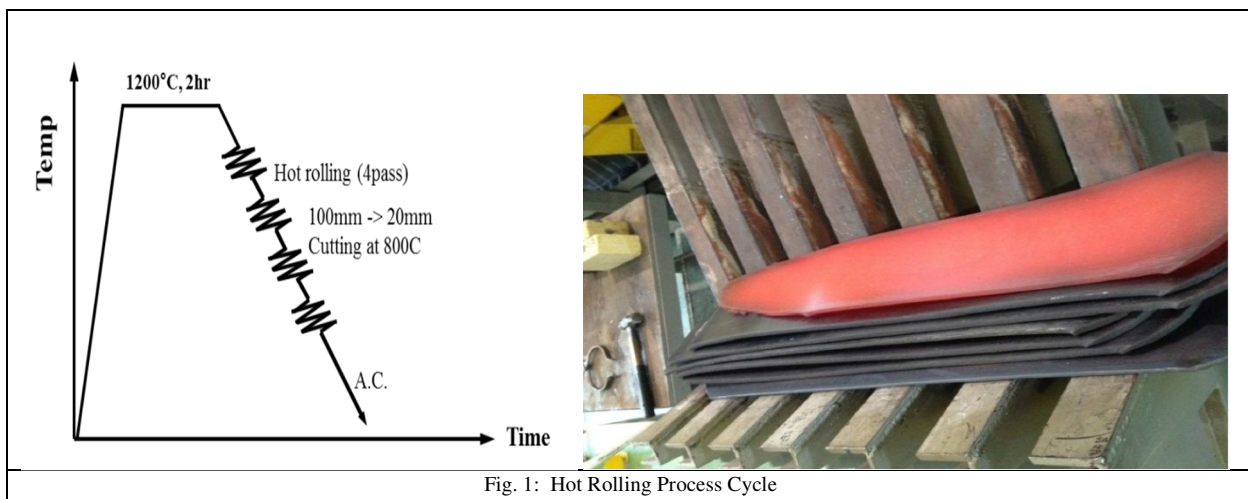 1200°C, 2hr
Temp
Hot rolling (4pass)
100mm -> 20mm
Cutting at 800C
A.C.
Time
Fig. 1: Hot Rolling Process Cycle